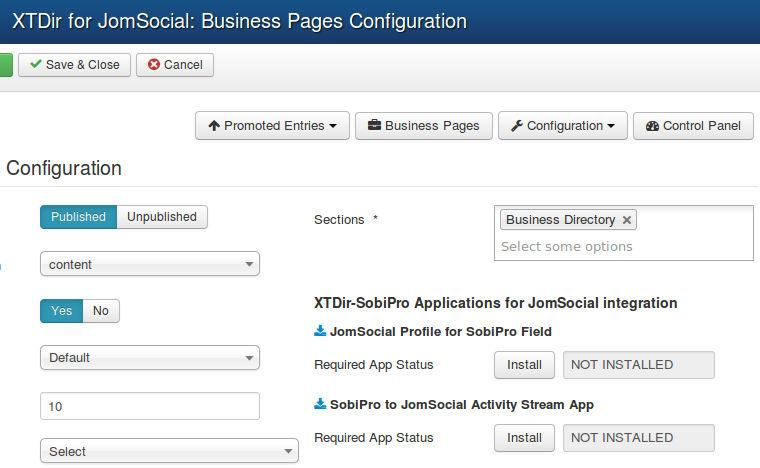 XTDir for JomSocial: Business Pages Configuration
Save & Close Cancel
Promoted Entries Business Pages Configuration Control Panel
Configuration
Published Unpublished
Sections *
Business Directory
Select some options
content
Yes No
XTDir-SobiPro Applications for JomSocial integration
JomSocial Profile for SobiPro Field
Default
Required App Status Install NOT INSTALLED
10
SobiPro to JomSocial Activity Stream App
Select
Required App Status Install NOT INSTALLED